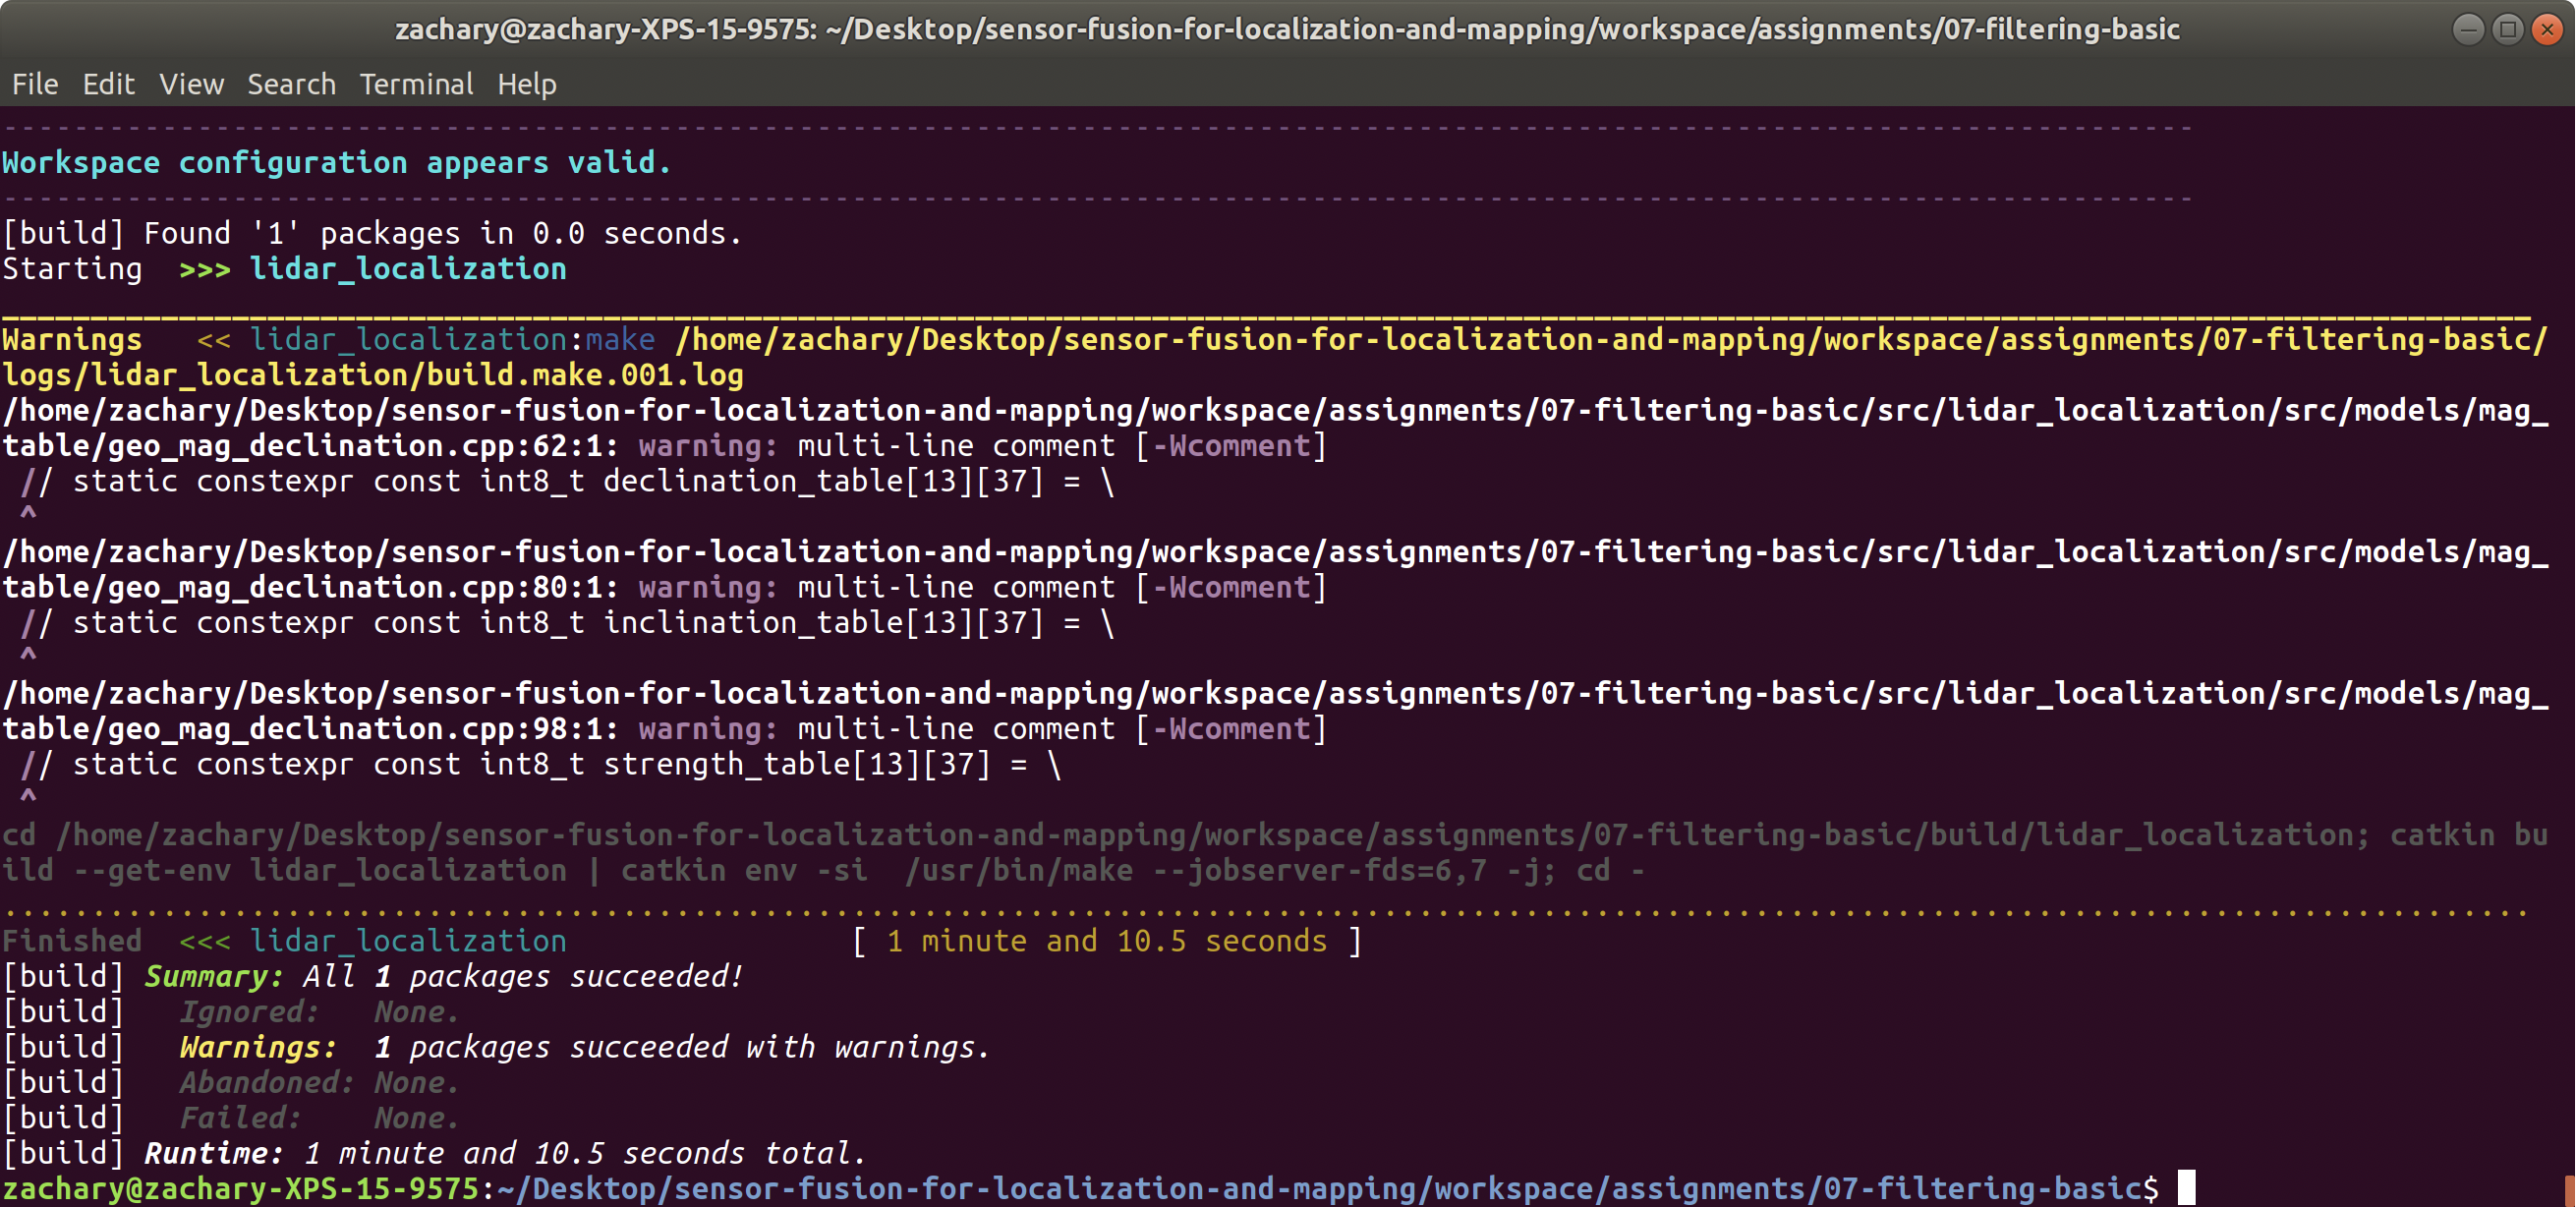 zachary@zachary-XPS-15-9575: ~/Desktop/sensor-fusion-for-localization-and-mapping/workspace/assignments/07-filtering-basic
File Edit View Search Terminal Help
----------------------------------------------------------------------------------------------------------------------------
Workspace configuration appears valid.
----------------------------------------------------------------------------------------------------------------------------
[build] Found '1' packages in 0.0 seconds.
Starting  >>> lidar_localization
_______________________________________________________________________________________________________________________________________________
Warnings   << lidar_localization:make /home/zachary/Desktop/sensor-fusion-for-localization-and-mapping/workspace/assignments/07-filtering-basic/
logs/lidar_localization/build.make.001.log
/home/zachary/Desktop/sensor-fusion-for-localization-and-mapping/workspace/assignments/07-filtering-basic/src/lidar_localization/src/models/mag_
table/geo_mag_declination.cpp:62:1: warning: multi-line comment [-Wcomment]
 // static constexpr const int8_t declination_table[13][37] = \
 ^
/home/zachary/Desktop/sensor-fusion-for-localization-and-mapping/workspace/assignments/07-filtering-basic/src/lidar_localization/src/models/mag_
table/geo_mag_declination.cpp:80:1: warning: multi-line comment [-Wcomment]
 // static constexpr const int8_t inclination_table[13][37] = \
 ^
/home/zachary/Desktop/sensor-fusion-for-localization-and-mapping/workspace/assignments/07-filtering-basic/src/lidar_localization/src/models/mag_
table/geo_mag_declination.cpp:98:1: warning: multi-line comment [-Wcomment]
 // static constexpr const int8_t strength_table[13][37] = \
 ^
cd /home/zachary/Desktop/sensor-fusion-for-localization-and-mapping/workspace/assignments/07-filtering-basic/build/lidar_localization; catkin bu
ild --get-env lidar_localization | catkin env -si  /usr/bin/make --jobserver-fds=6,7 -j; cd -
...............................................................................................................................................
Finished  <<< lidar_localization                [ 1 minute and 10.5 seconds ]
[build] Summary: All 1 packages succeeded!
[build]   Ignored:   None.
[build]   Warnings:  1 packages succeeded with warnings.
[build]   Abandoned: None.
[build]   Failed:    None.
[build] Runtime: 1 minute and 10.5 seconds total.
zachary@zachary-XPS-15-9575:~/Desktop/sensor-fusion-for-localization-and-mapping/workspace/assignments/07-filtering-basic$